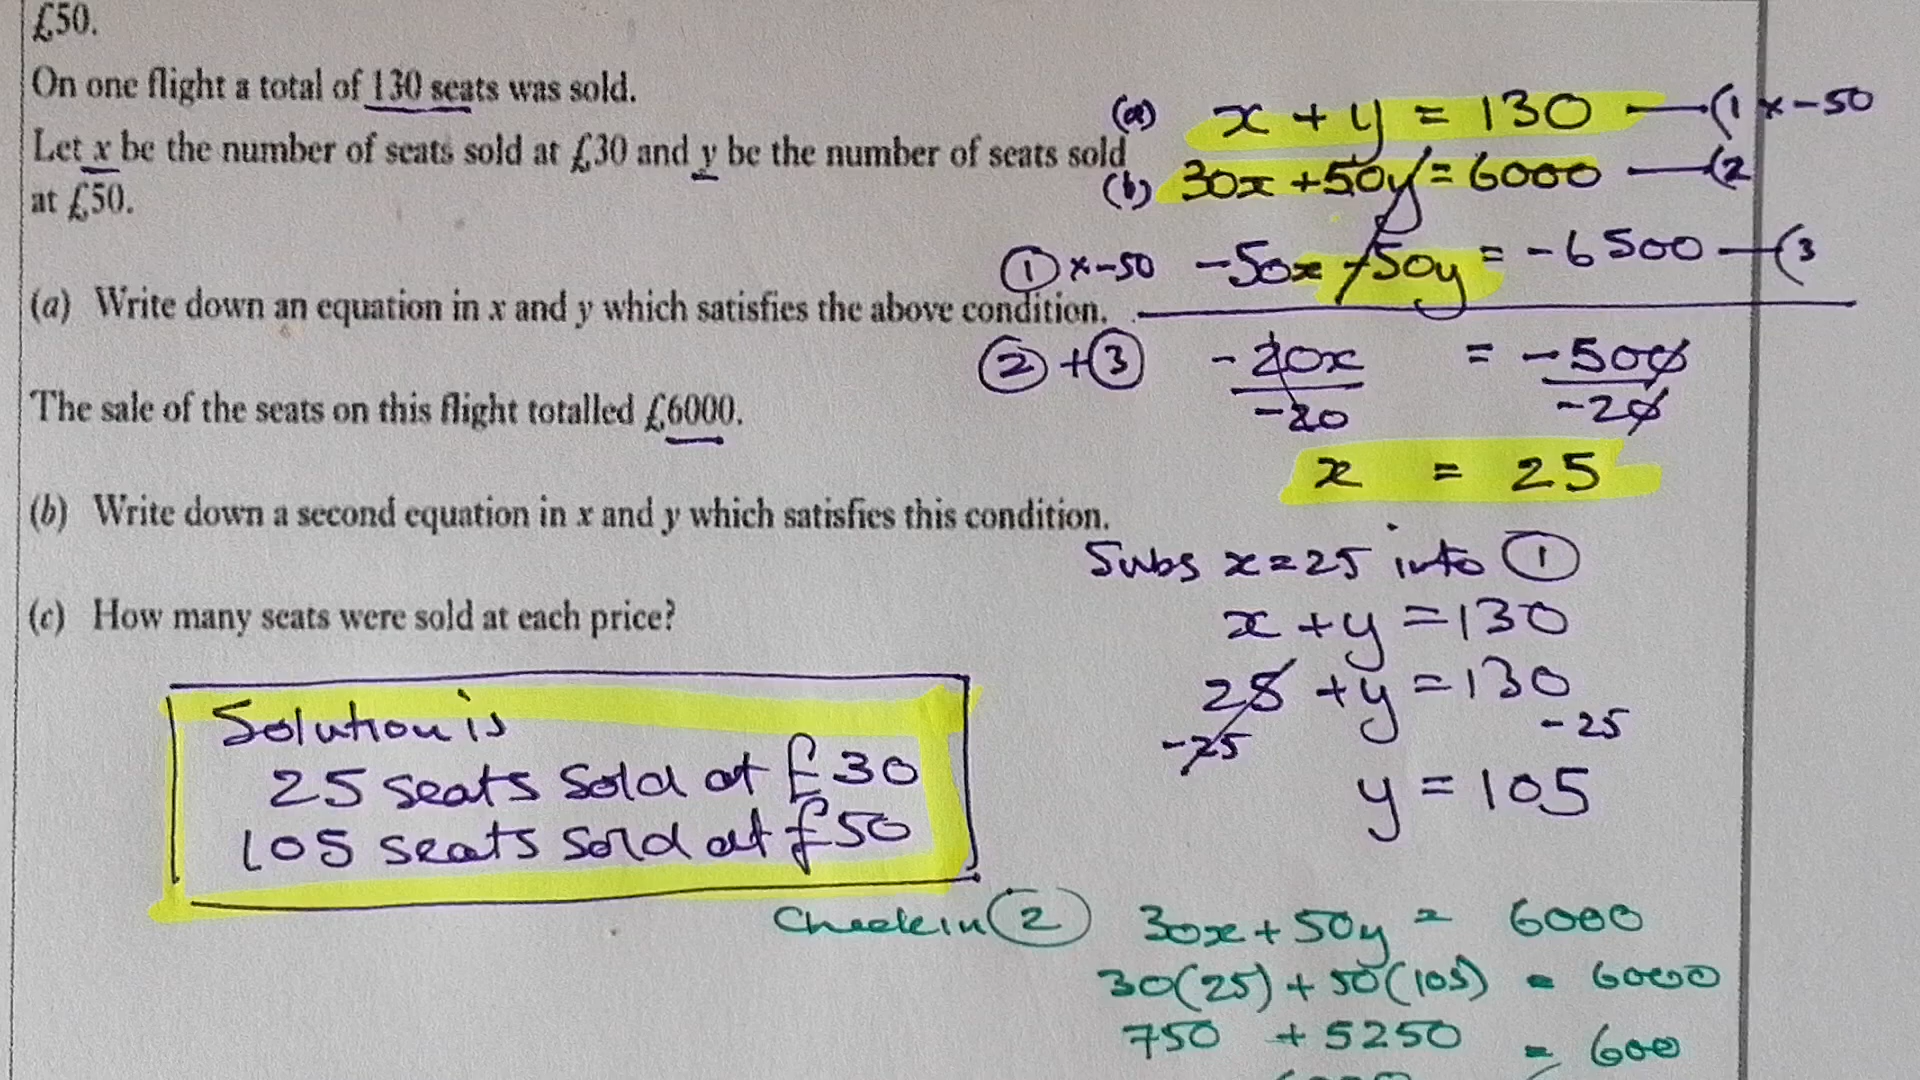 £50.
On one flight a total of 130 seats was sold.
Let x be the number of seats sold at £30 and y be the number of seats sold
at £50.
(a) Write down an equation in x and y which satisfies the above condition.
The sale of the seats on this flight totalled £6000.
(b) Write down a second equation in x and y which satisfies this condition.
(c) How many seats were sold at each price?
Solution is
25 seats sold at £30
105 seats sold at £50
(a) x + y = 130 —(1 x-50
(b) 30x + 50y = 6000 —(2
① x-50 -50x -50y = -6500 —(3
② + ③ -20x = -500
-20 -20
x = 25
Subs x=25 into ①
x + y = 130
25 + y = 130
-25 -25
y = 105
Check in ② 30x + 50y = 6000
30(25) + 50(105) = 6000
750 + 5250 = 600